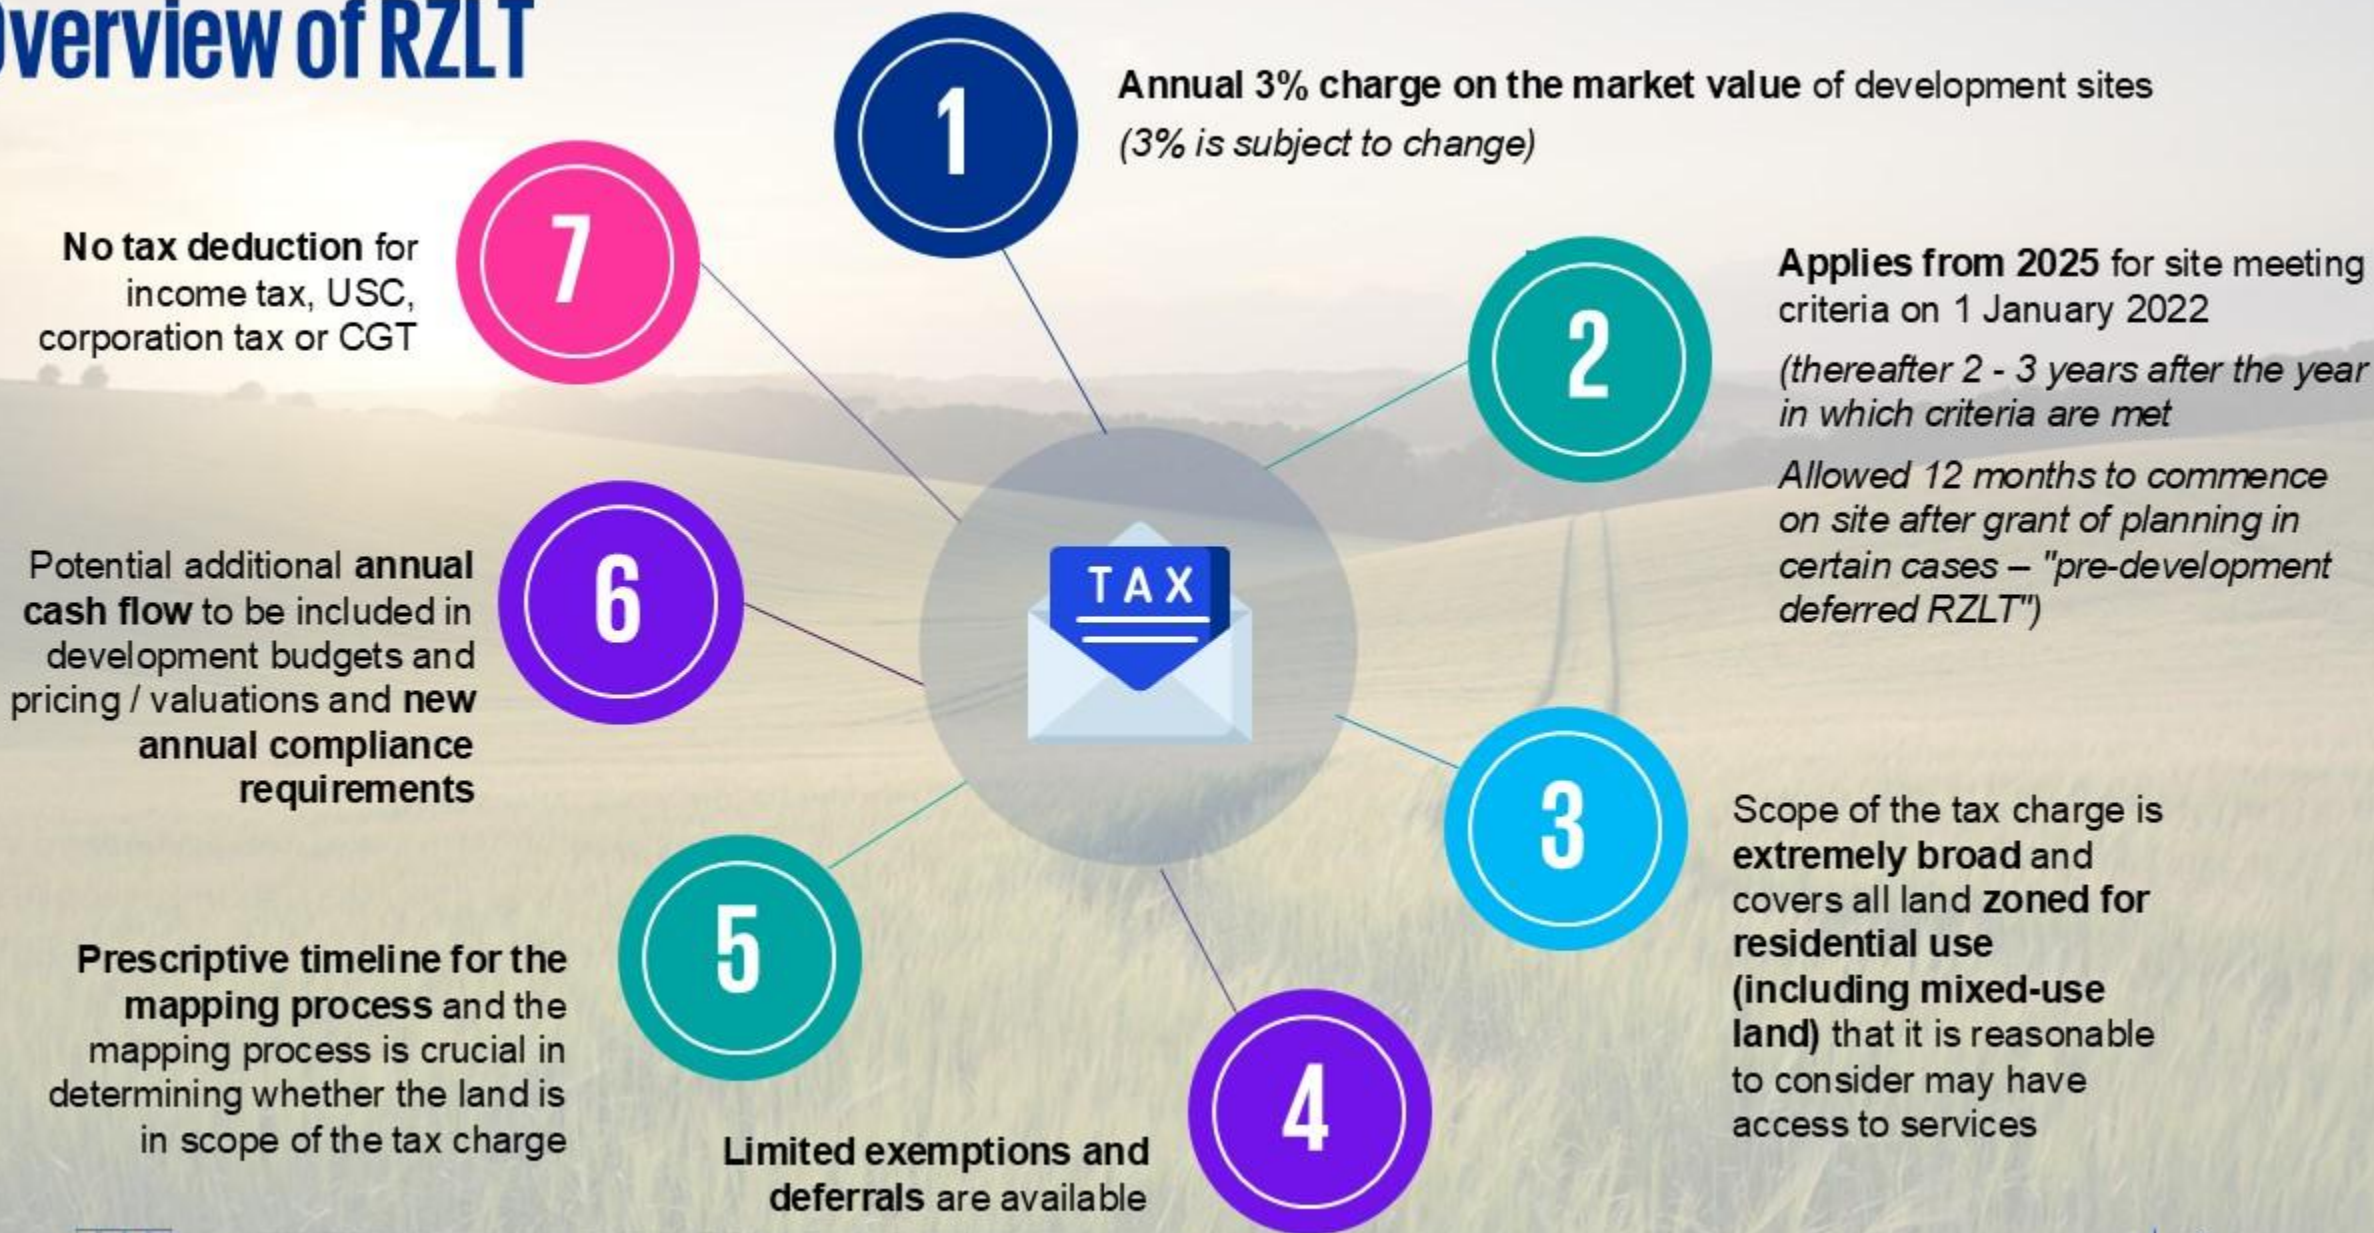 Overview of RZLT
1
Annual 3% charge on the market value of development sites
(3% is subject to change)
2
Applies from 2025 for site meeting
criteria on 1 January 2022
(thereafter 2 - 3 years after the year
in which criteria are met
Allowed 12 months to commence
on site after grant of planning in
certain cases – "pre-development
deferred RZLT")
3
Scope of the tax charge is
extremely broad and
covers all land zoned for
residential use
(including mixed-use
land) that it is reasonable
to consider may have
access to services
4
Limited exemptions and
deferrals are available
5
Prescriptive timeline for the
mapping process and the
mapping process is crucial in
determining whether the land is
in scope of the tax charge
6
Potential additional annual
cash flow to be included in
development budgets and
pricing / valuations and new
annual compliance
requirements
7
No tax deduction for
income tax, USC,
corporation tax or CGT
TAX